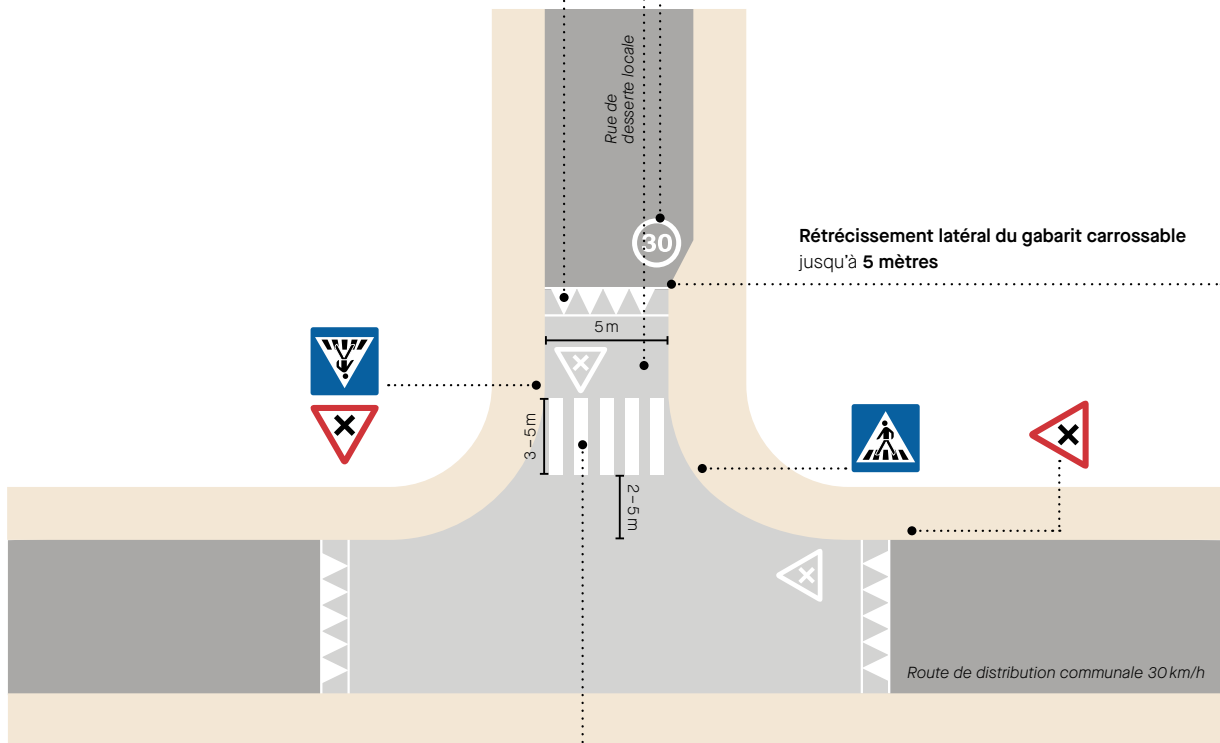 Rue de
desserte locale
30
Rétrécissement latéral du gabarit carrossable
jusqu'à 5 mètres
5 m
3 – 5 m
2 – 5 m
Route de distribution communale 30 km/h